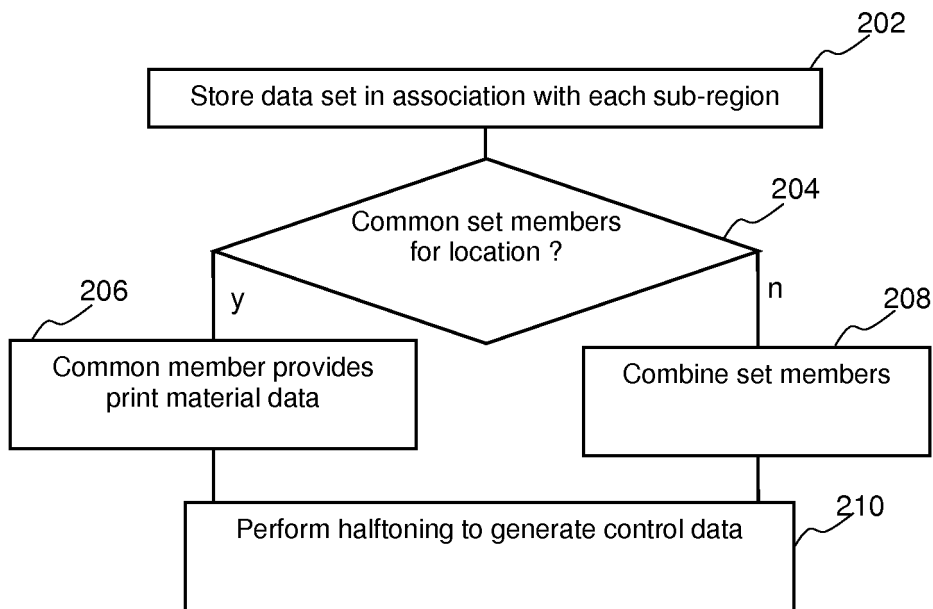 202
Store data set in association with each sub-region
204
Common set members
for location ?
y
n
206
208
Common member provides
print material data
Combine set members
210
Perform halftoning to generate control data